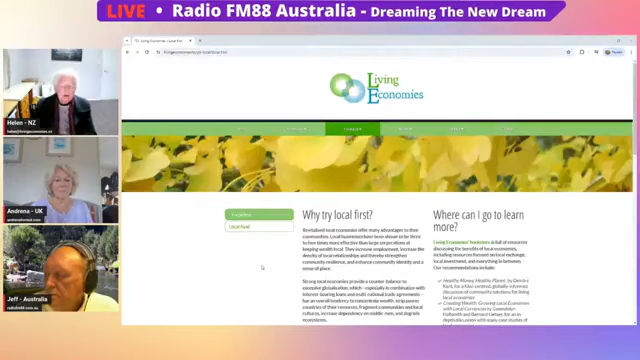 LIVE • Radio FM88 Australia - Dreaming The New Dream
Helen - NZ
helen@livingeconomies.nz
Andrena - UK
Jeff - Australia
Living
Economies
Local Food
Why try local first?
Revitalised local economies offer many advantages to their
communities. Local businesses have been shown to be three
to four times more effective than large corporations at
keeping wealth local. They increase employment, increase the
density of local relationships and thereby strengthen
community resilience, and enhance community identity and a
sense of place.
Strong local economies provide a counter-balance to
excessive globalisation, which - especially in combination
with interest-bearing loans and multi-national trade agreements -
has an overall tendency to concentrate wealth, strip poorer
countries of resources, fragment communities and local
cultures, increase dependency on middle men, and degrade
ecosystems.
Where can I go to learn
more?
Living Economies' bookstore is full of resources
discussing the benefits of local economies,
including resources focused on local exchange,
local investment, and everything in between.
Our recommendations include:
✓ Healthy Money Healthy Planet, by Deirdre
Kent, for a Kiwi-centred, globally-informed
discussion of community solutions for living
local economics
✓ Creating Wealth: Growing Local Economies
with Local Currencies by Gwendolyn
Hallsmith and Bernard Lietaer, for an
in-depth discussion with many case studies of